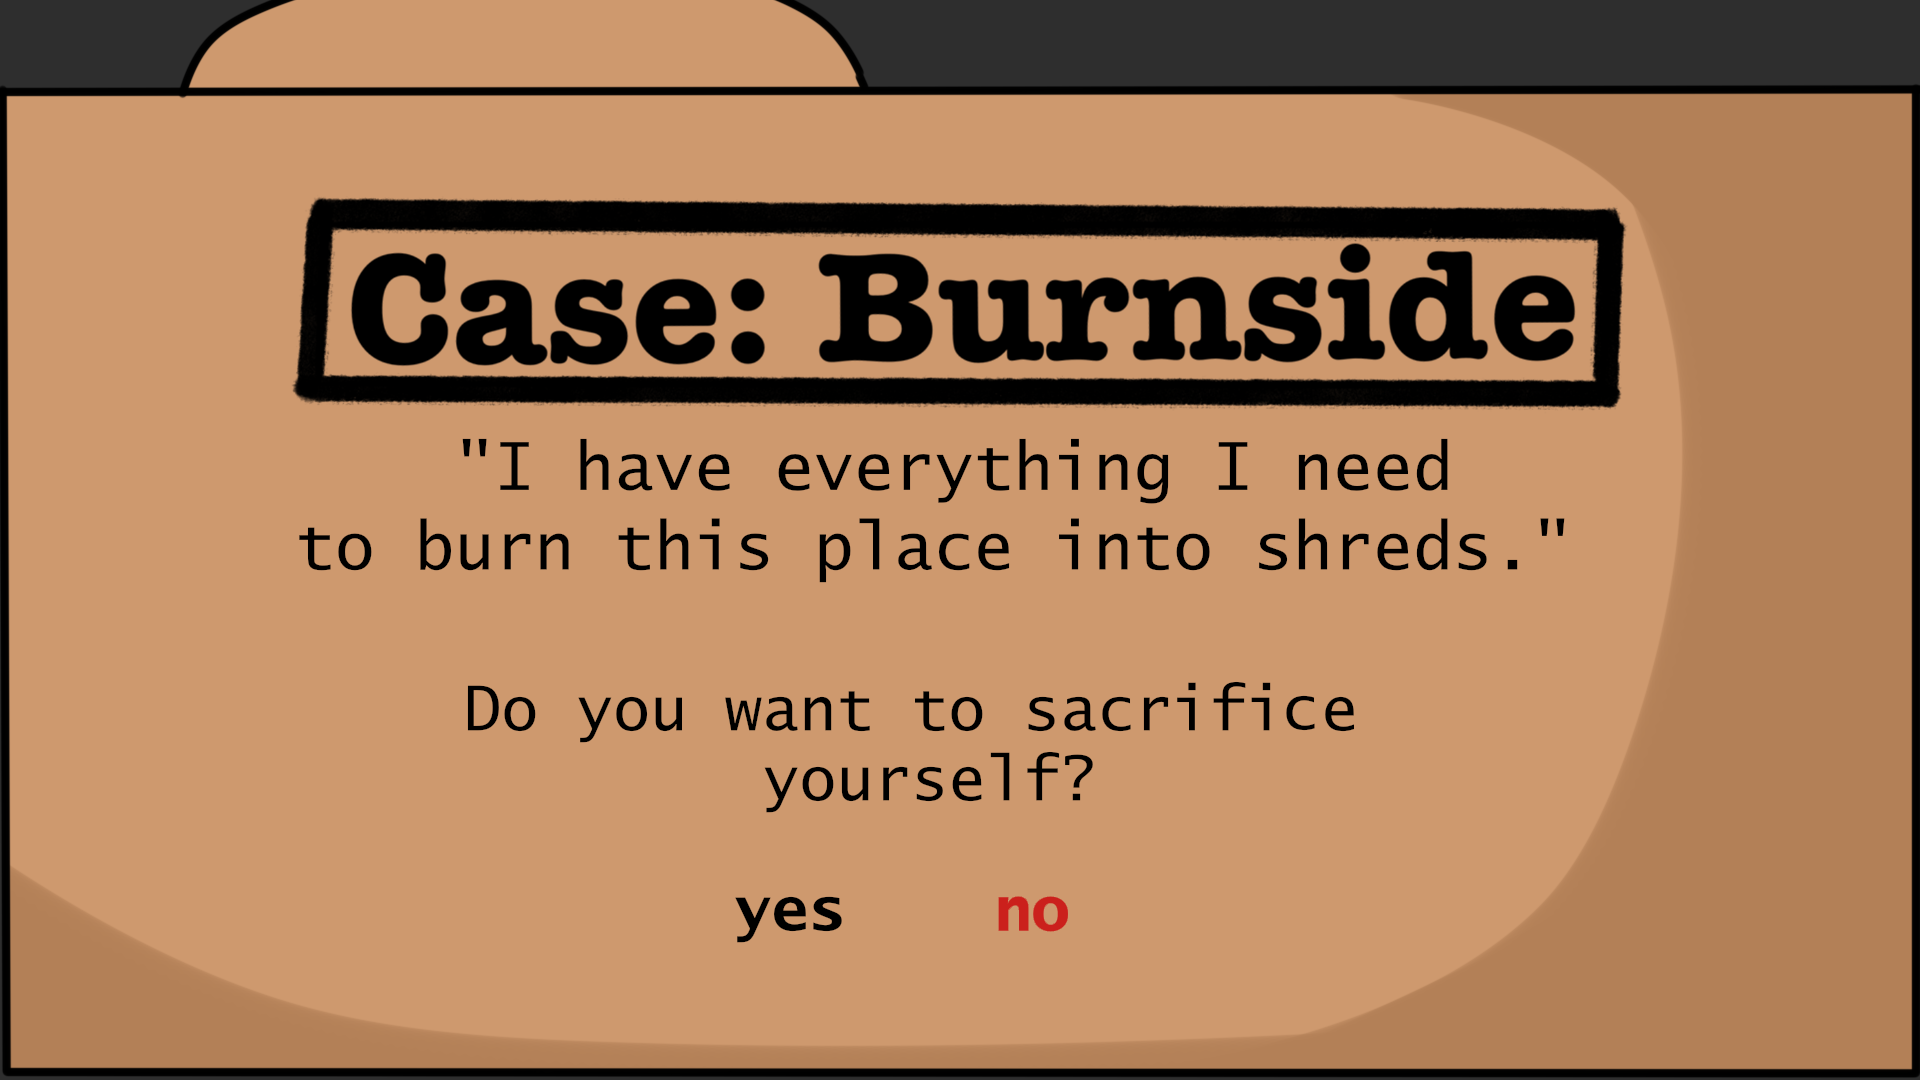 Case: Burnside
"I have everything I need
to burn this place into shreds."
Do you want to sacrifice
yourself?
yes no